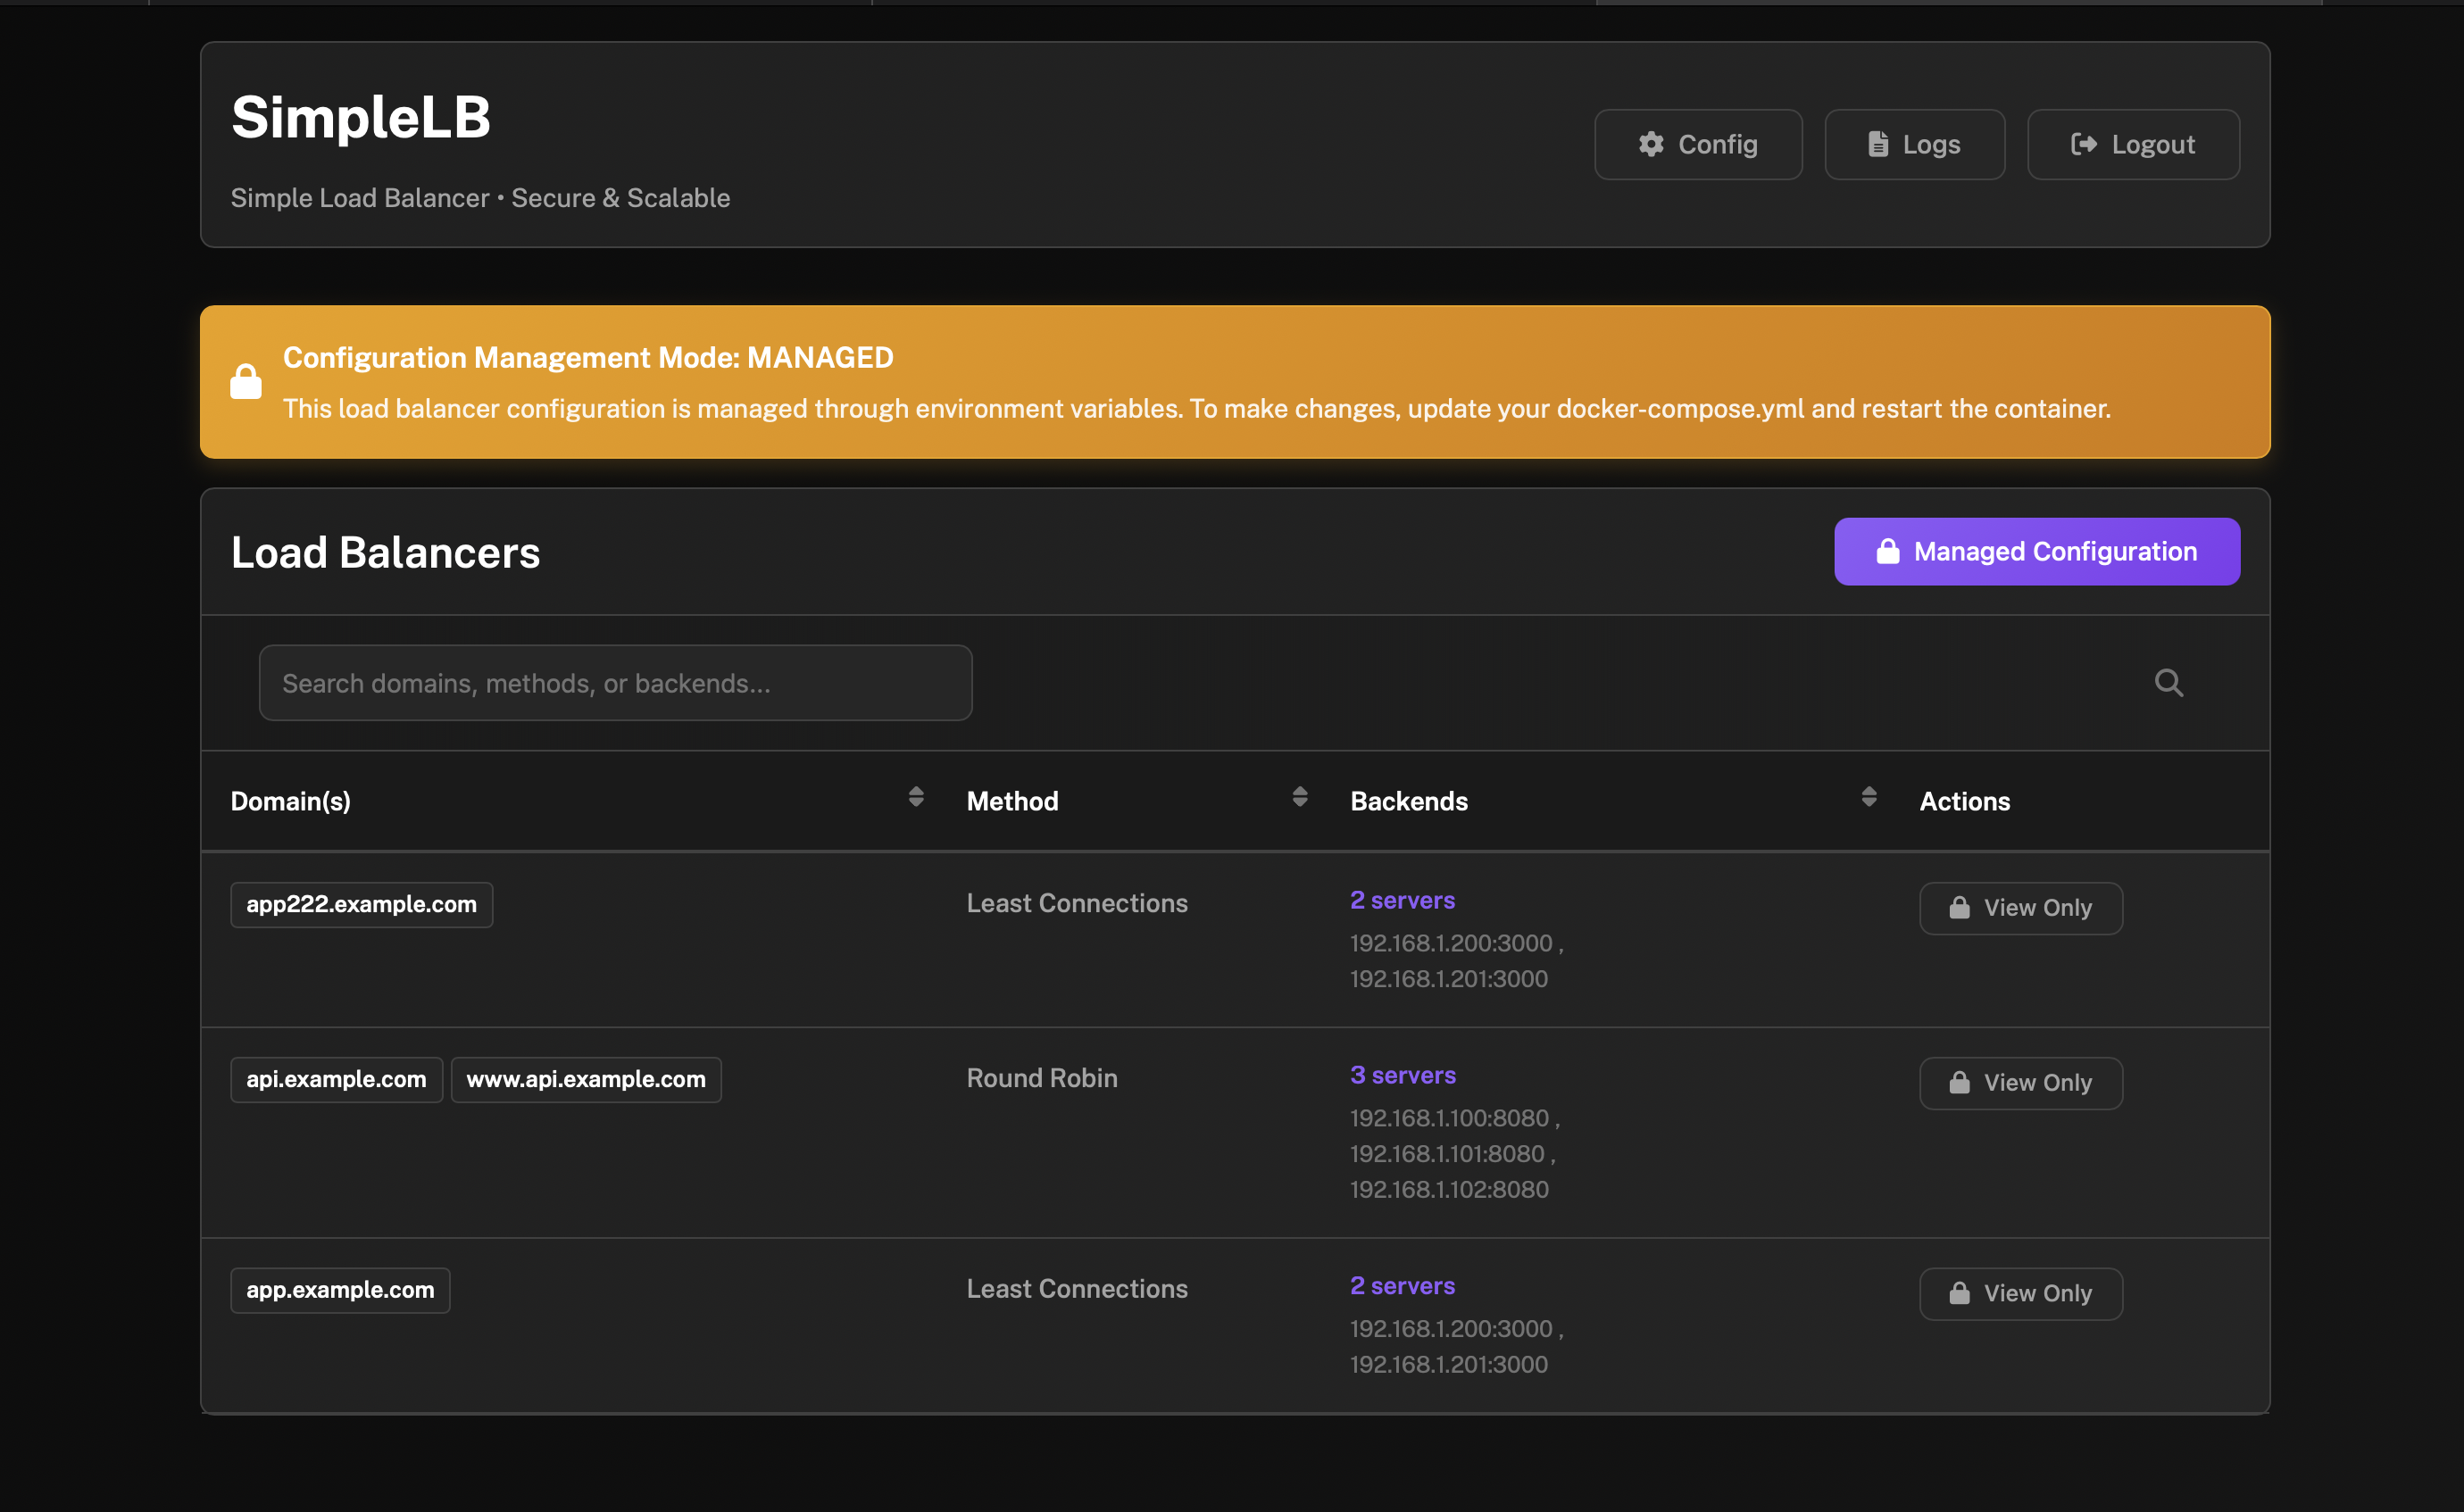 SimpleLB
Simple Load Balancer • Secure & Scalable
Config
Logs
Logout
Configuration Management Mode: MANAGED
This load balancer configuration is managed through environment variables. To make changes, update your docker-compose.yml and restart the container.
Load Balancers
Managed Configuration
Search domains, methods, or backends...
Domain(s)
Method
Backends
Actions
app222.example.com
Least Connections
2 servers
192.168.1.200:3000 ,
192.168.1.201:3000
View Only
api.example.com
www.api.example.com
Round Robin
3 servers
192.168.1.100:8080 ,
192.168.1.101:8080 ,
192.168.1.102:8080
View Only
app.example.com
Least Connections
2 servers
192.168.1.200:3000 ,
192.168.1.201:3000
View Only